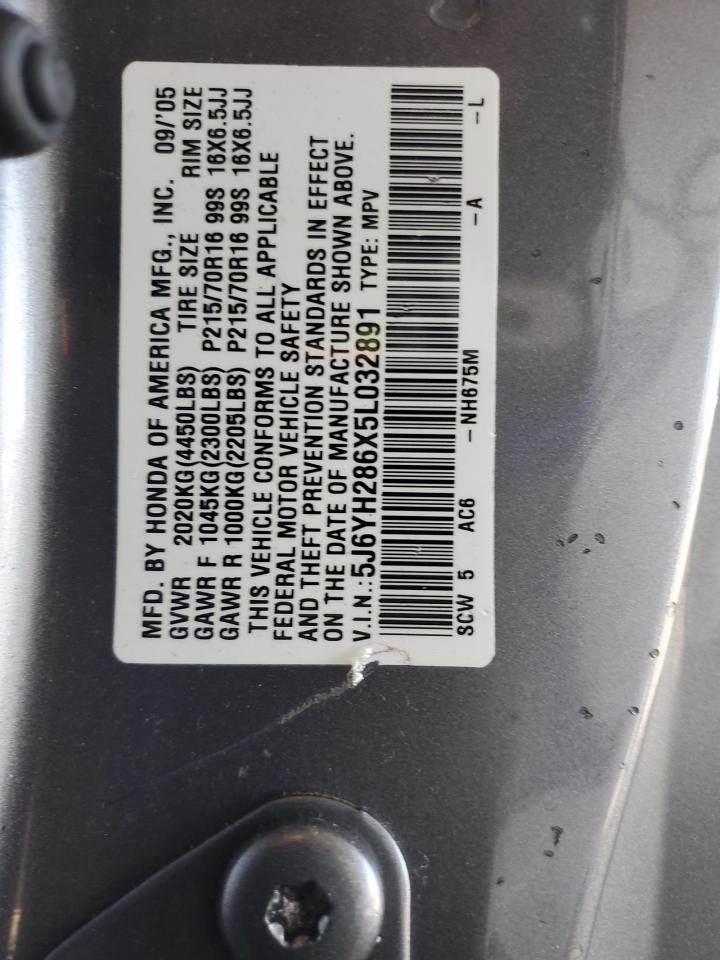 MFD. BY HONDA OF AMERICA MFG., INC. 09/'05
GVWR 2020KG(4450LBS) TIRE SIZE RIM SIZE
GAWR F 1045KG(2300LBS) P215/70R16 99S 16X6.5JJ
GAWR R 1000KG(2205LBS) P215/70R16 99S 16X6.5JJ
THIS VEHICLE CONFORMS TO ALL APPLICABLE
FEDERAL MOTOR VEHICLE SAFETY
AND THEFT PREVENTION STANDARDS IN EFFECT
ON THE DATE OF MANUFACTURE SHOWN ABOVE.
V.I.N.:5J6YH286X5L032891 TYPE: MPV
SCW 5 AC6 -NH675M -A -L